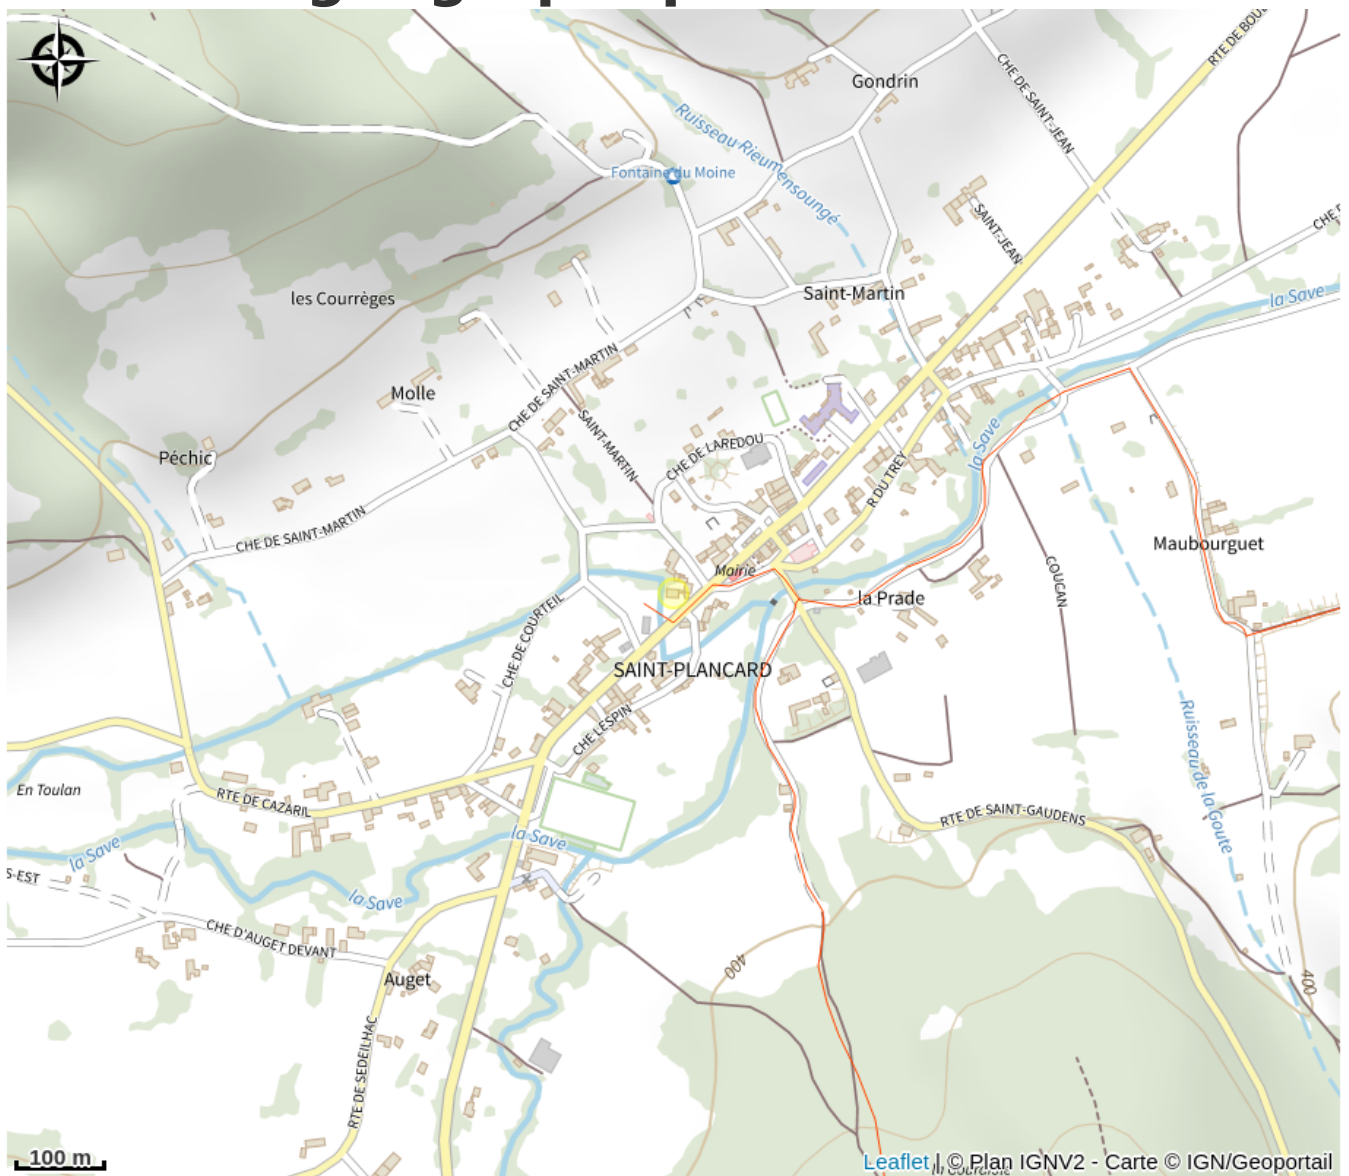 RTE DE BOU
Gondrin
CHE DE SAINT-JEAN
Ruisseau Rieumensoungé
Fontaine du Moine
SAINT-JEAN
CHE
les Courrèges
Saint-Martin
la Save
CHE DE SAINT-MARTIN
Molle
SAINT-MARTIN
CHE DE LAREDOU
la Save
R DU TREY
Péchic
CHE DE SAINT-MARTIN
Maubourguet
COUCAN
Mairie
la Prade
CHE DE COURTEIL
SAINT-PLANCARD
CHE LESPIN
Ruisseau de la Goute
En Toulan
RTE DE CAZARIL
RTE DE SAINT-GAUDENS
la Save
la Save
S-EST
la Save
CHE D'AUGET DEVANT
400
400
Auget
RTE DE SEDEILHAC
100 m
Leaflet | © Plan IGNV2 - Carte © IGN/Geoportail